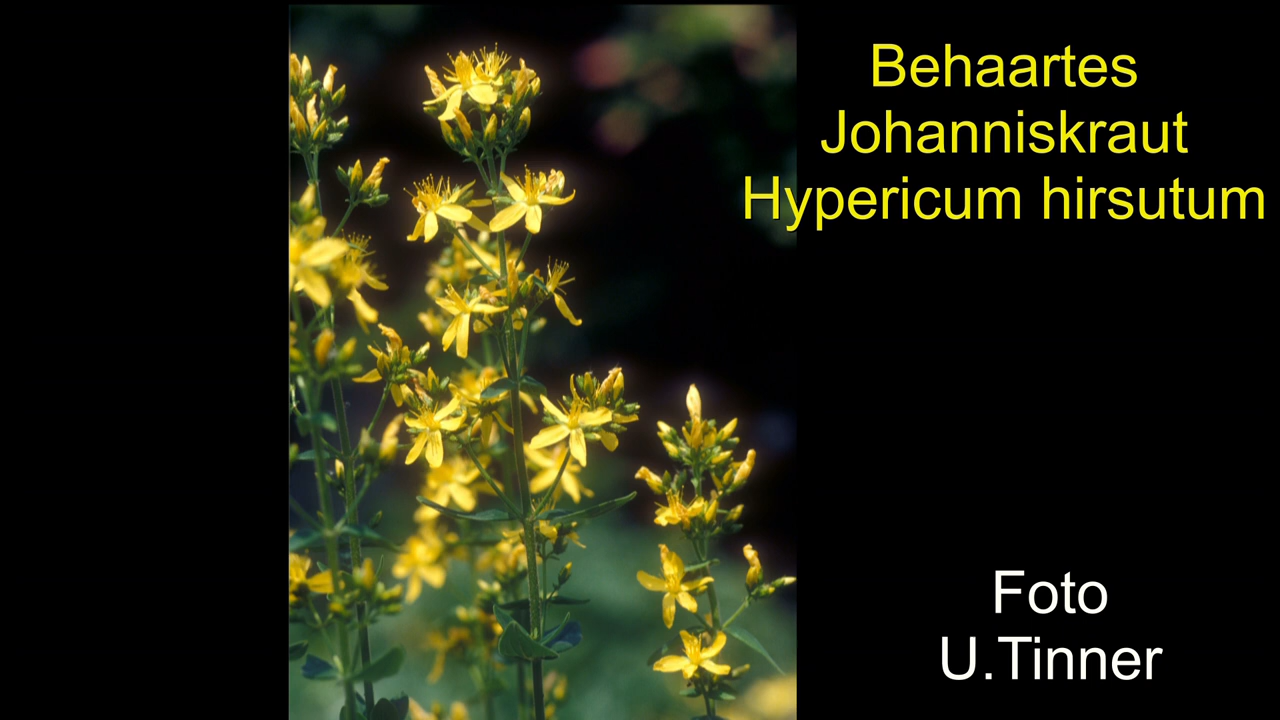 Behaartes
Johanniskraut
Hypericum hirsutum
Foto
U.Tinner